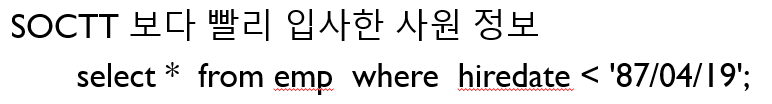 SOCTT 보다 빨리 입사한 사원 정보
select * from emp where hiredate < '87/04/19';